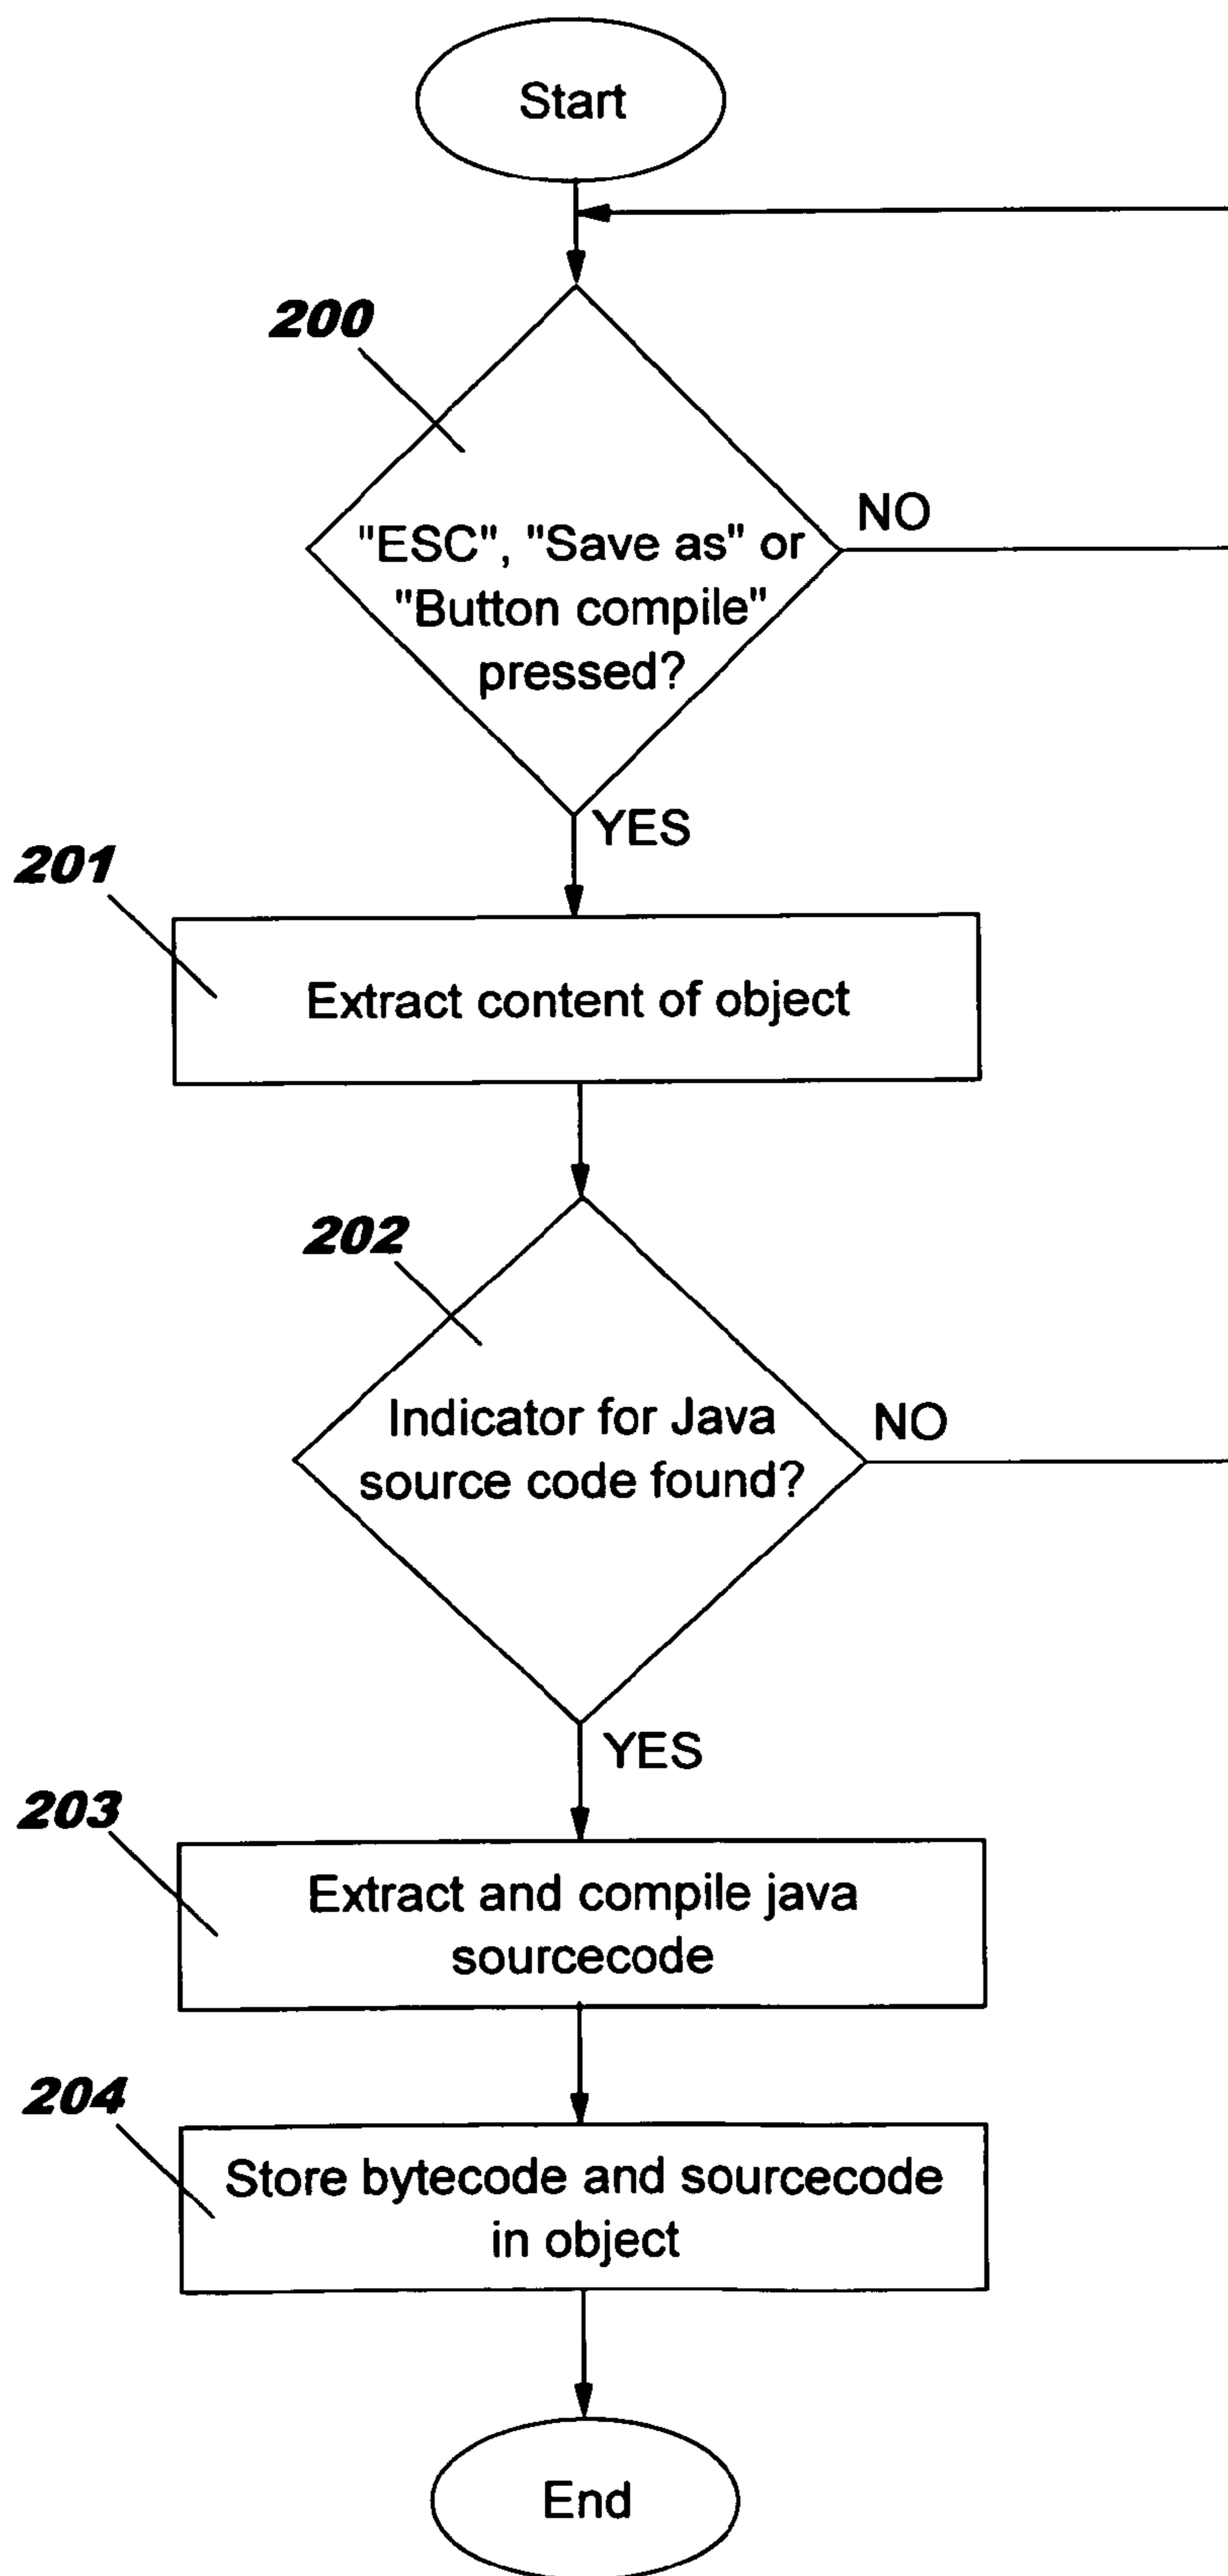 Start
200
"ESC", "Save as" or
"Button compile"
pressed?
NO
YES
201
Extract content of object
202
Indicator for Java
source code found?
NO
YES
203
Extract and compile java
sourcecode
204
Store bytecode and sourcecode
in object
End